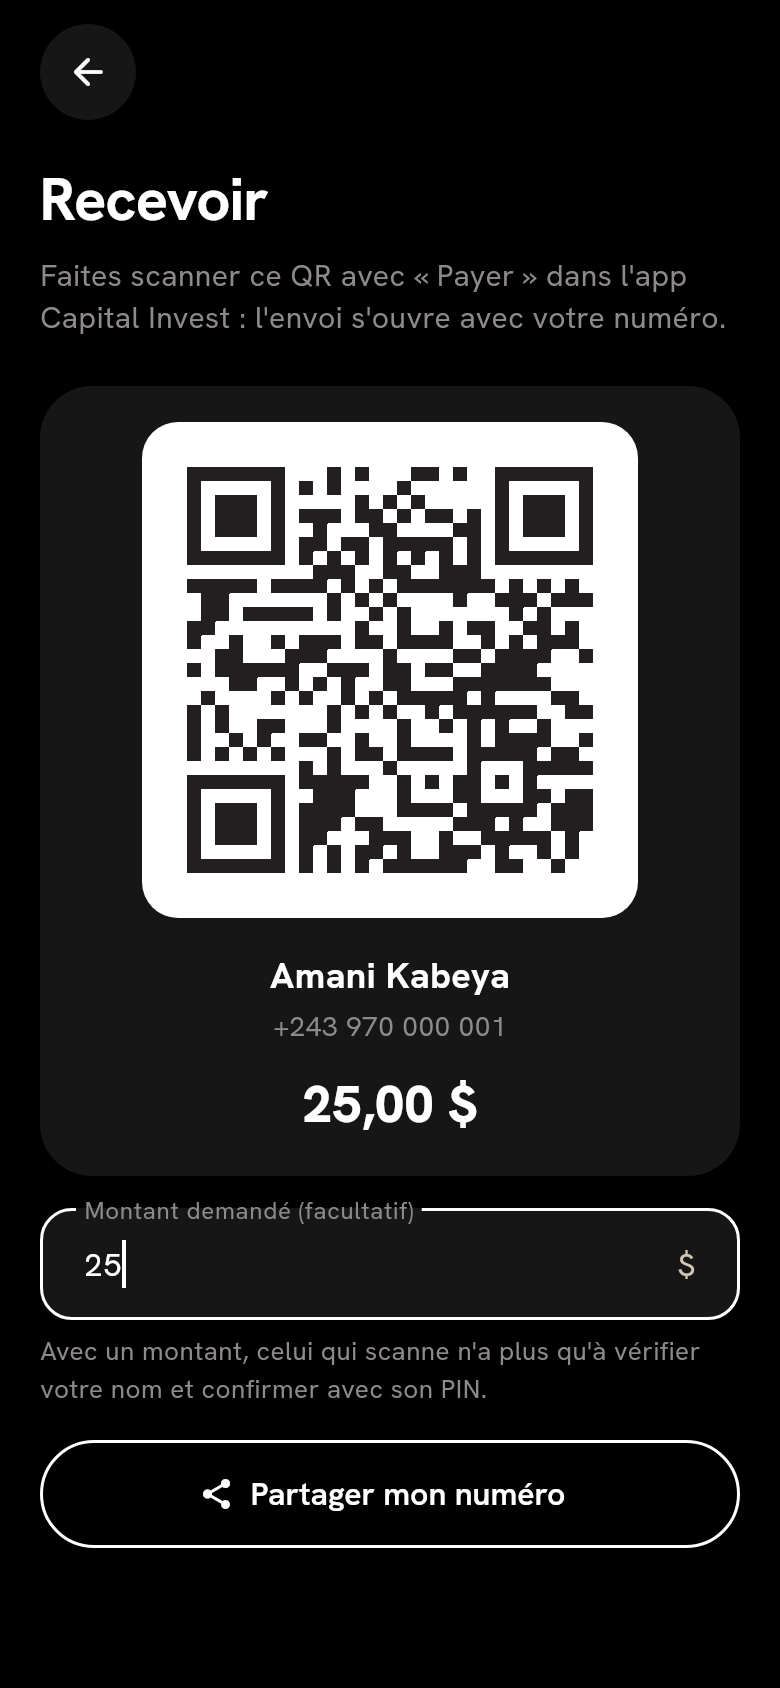 Recevoir
Faites scanner ce QR avec « Payer » dans l'app
Capital Invest : l'envoi s'ouvre avec votre numéro.
Amani Kabeya
+243 970 000 001
25,00 $
Montant demandé (facultatif)
25 $
Avec un montant, celui qui scanne n'a plus qu'à vérifier
votre nom et confirmer avec son PIN.
Partager mon numéro